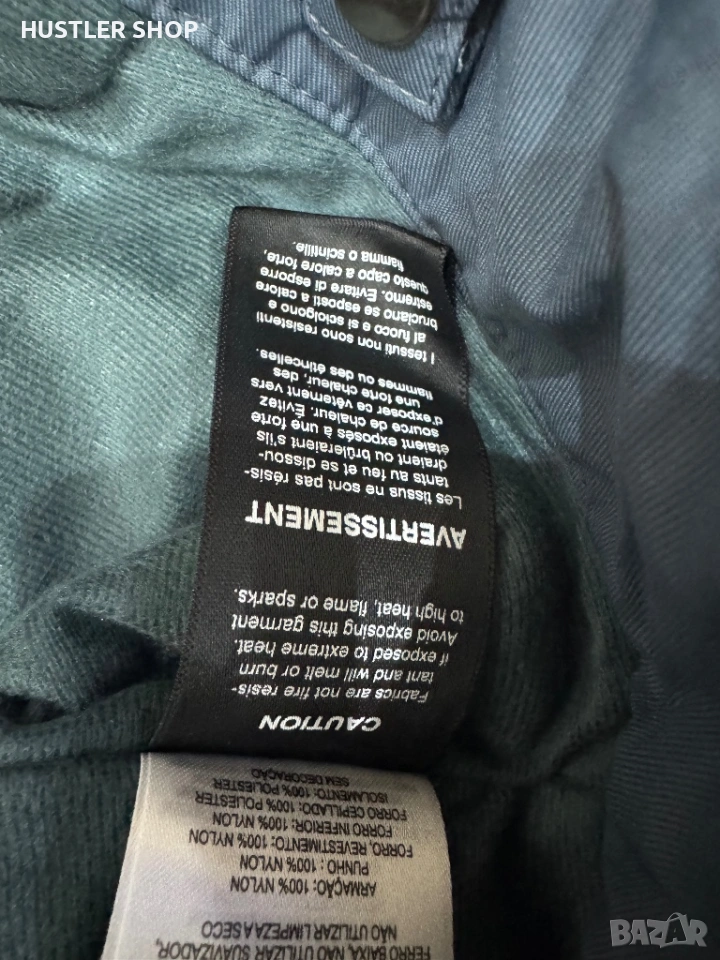 HUSTLER SHOP
FERRO BAIXA, NÃO UTILIZAR SUAVIZADOR,
NÃO UTILIZAR LIMPEZA A SECO
ARMAÇÃO: 100% NYLON
PUNHO : 100% NYLON
FORRO, REVESTIMENTO: 100% NYLON
FORRO INFERIOR: 100% NYLON
FORRO CEPILLADO: 100% POLIESTER
ISOLAMENTO: 100% POLIESTER
SEM DECORAÇÃO
CAUTION
Fabrics are not fire resis-
tant and will melt or burn
if exposed to extreme heat.
Avoid exposing this garment
to high heat, flame or sparks.
AVERTISSEMENT
Les tissus ne sont pas résis-
tants au feu et se dissou-
draient ou brûleraient s'ils
étaient exposés à une forte
source de chaleur. Évitez
d'exposer ce vêtement vers
une forte chaleur, des
flammes ou des étincelles.
I tessuti non sono resistenti
al fuoco e si sciolgono e
bruciano se esposti a calore
estremo. Evitare di esporre
questo capo a calore forte,
fiamma o scintille.
BAZAR